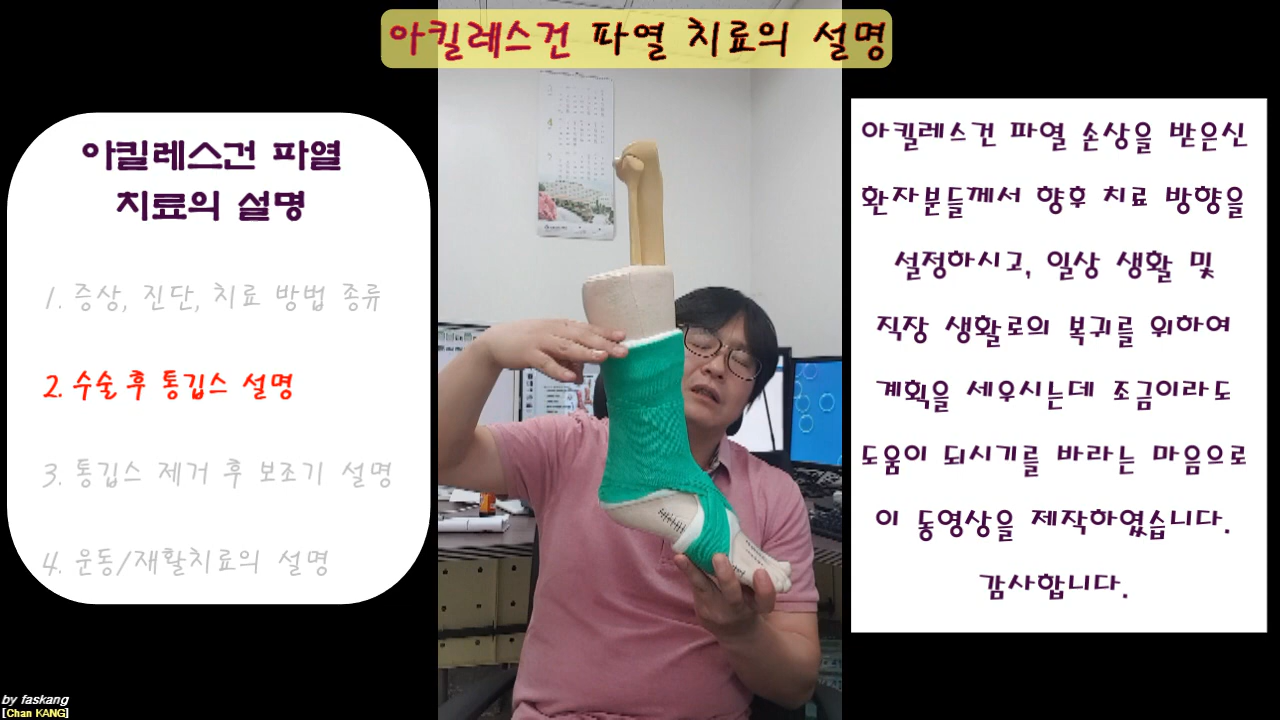 아킬레스건 파열 치료의 설명
아킬레스건 파열
치료의 설명
1. 증상, 진단, 치료 방법 종류
2. 수술 후 통깁스 설명
3. 통깁스 제거 후 보조기 설명
4. 운동/재활치료의 설명
아킬레스건 파열 손상을 받은신
환자분들께서 향후 치료 방향을
설정하시고, 일상 생활 및
직장 생활로의 복귀를 위하여
계획을 세우시는데 조금이라도
도움이 되시기를 바라는 마음으로
이 동영상을 제작하였습니다.
감사합니다.
by faskang
[Chan KANG]